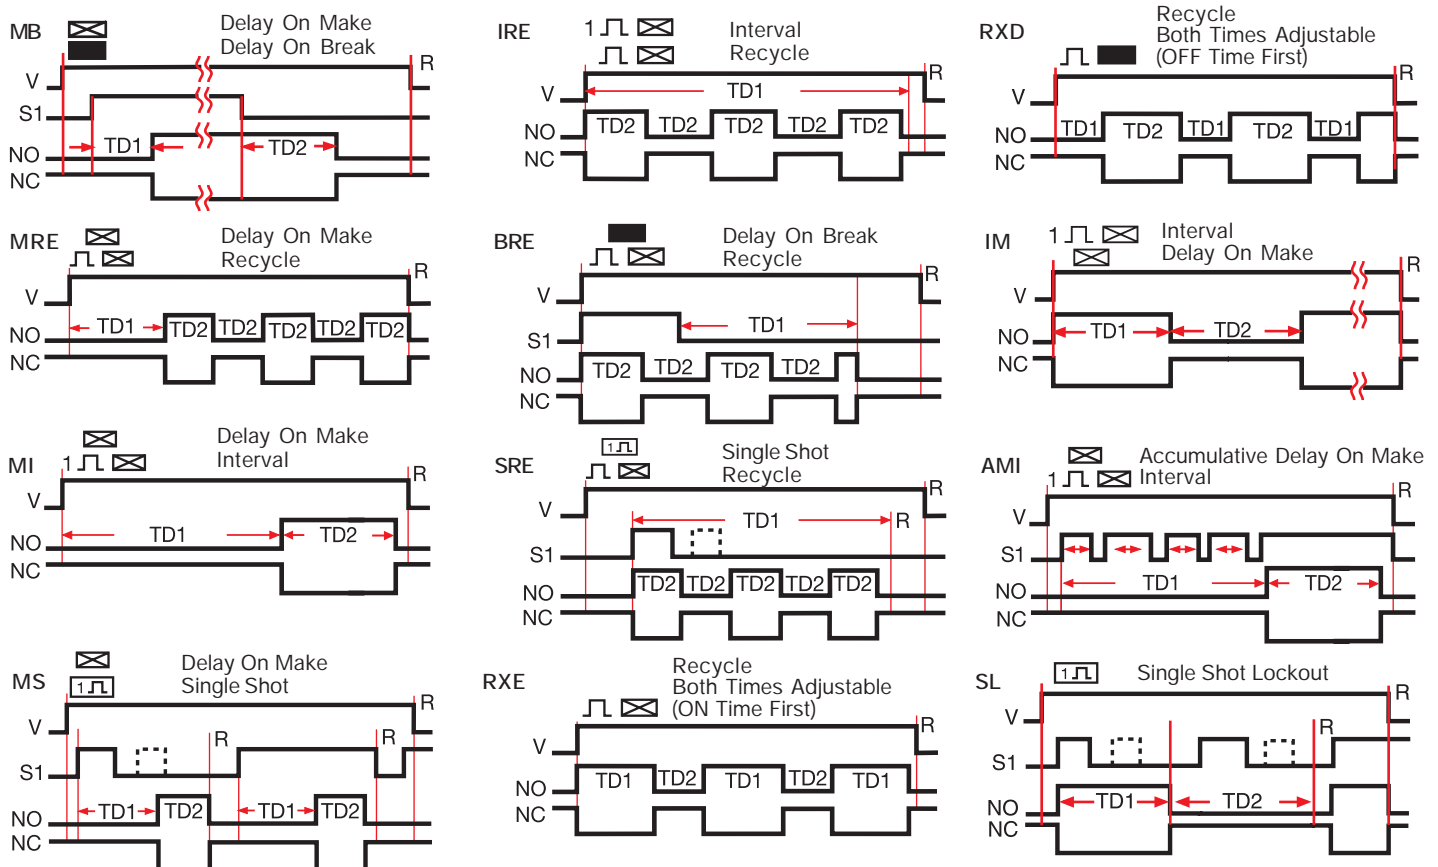 MB
Delay On Make
Delay On Break
R
V
S1
NO
TD1
TD2
NC
IRE
1
Interval
Recycle
R
V
TD1
NO
TD2 TD2 TD2 TD2 TD2
NC
RXD
Recycle
Both Times Adjustable
(OFF Time First)
R
V
NO
TD1 TD2 TD1 TD2 TD1
NC
MRE
Delay On Make
Recycle
R
V
TD1 TD2 TD2 TD2 TD2 TD2
NO
NC
BRE
Delay On Break
Recycle
R
V
TD1
S1
TD2 TD2 TD2 TD2
NO
NC
IM
1
Interval
Delay On Make
R
V
TD1 TD2
NO
NC
MI
Delay On Make
1
Interval
R
V
TD1 TD2
NO
NC
SRE
1
Single Shot
Recycle
R
V
TD1 R
S1
TD2 TD2 TD2 TD2 TD2
NO
NC
AMI
Accumulative Delay On Make
1
Interval
R
V
S1
TD1 TD2
NO
NC
MS
Delay On Make
1
Single Shot
R
V
R R
S1
TD1 TD2 TD1 TD2
NO
NC
RXE
Recycle
Both Times Adjustable
(ON Time First)
R
V
TD1 TD2 TD1 TD2 TD1
NO
NC
SL
1
Single Shot Lockout
R
V
R
S1
TD1 TD2
NO
NC